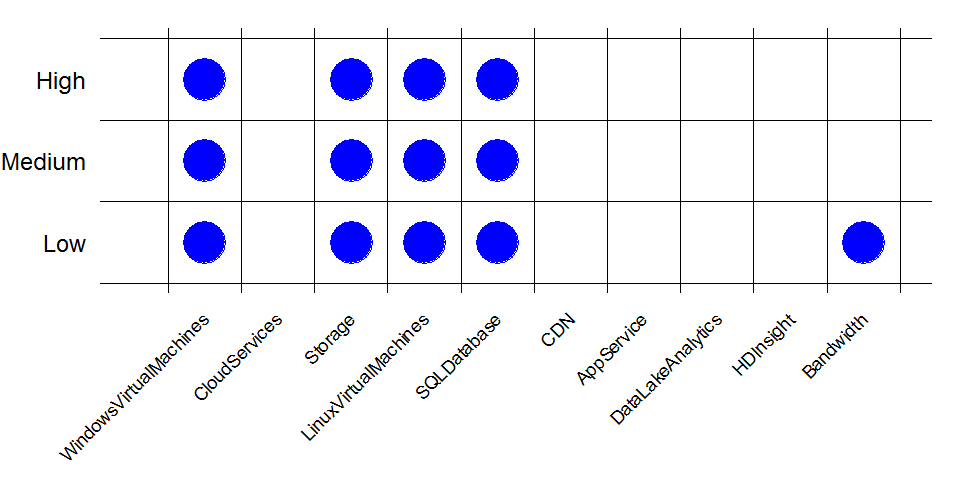 High
Medium
Low
WindowsVirtualMachines
CloudServices
Storage
LinuxVirtualMachines
SQLDatabase
CDN
AppService
DataLakeAnalytics
HDInsight
Bandwidth